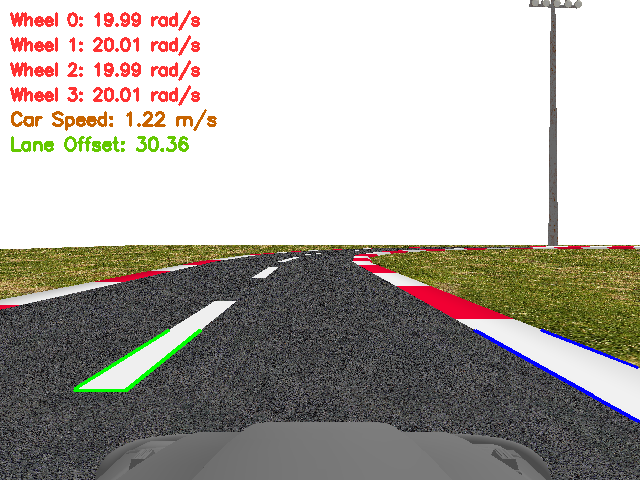 Wheel 0: 19.99 rad/s
Wheel 1: 20.01 rad/s
Wheel 2: 19.99 rad/s
Wheel 3: 20.01 rad/s
Car Speed: 1.22 m/s
Lane Offset: 30.36